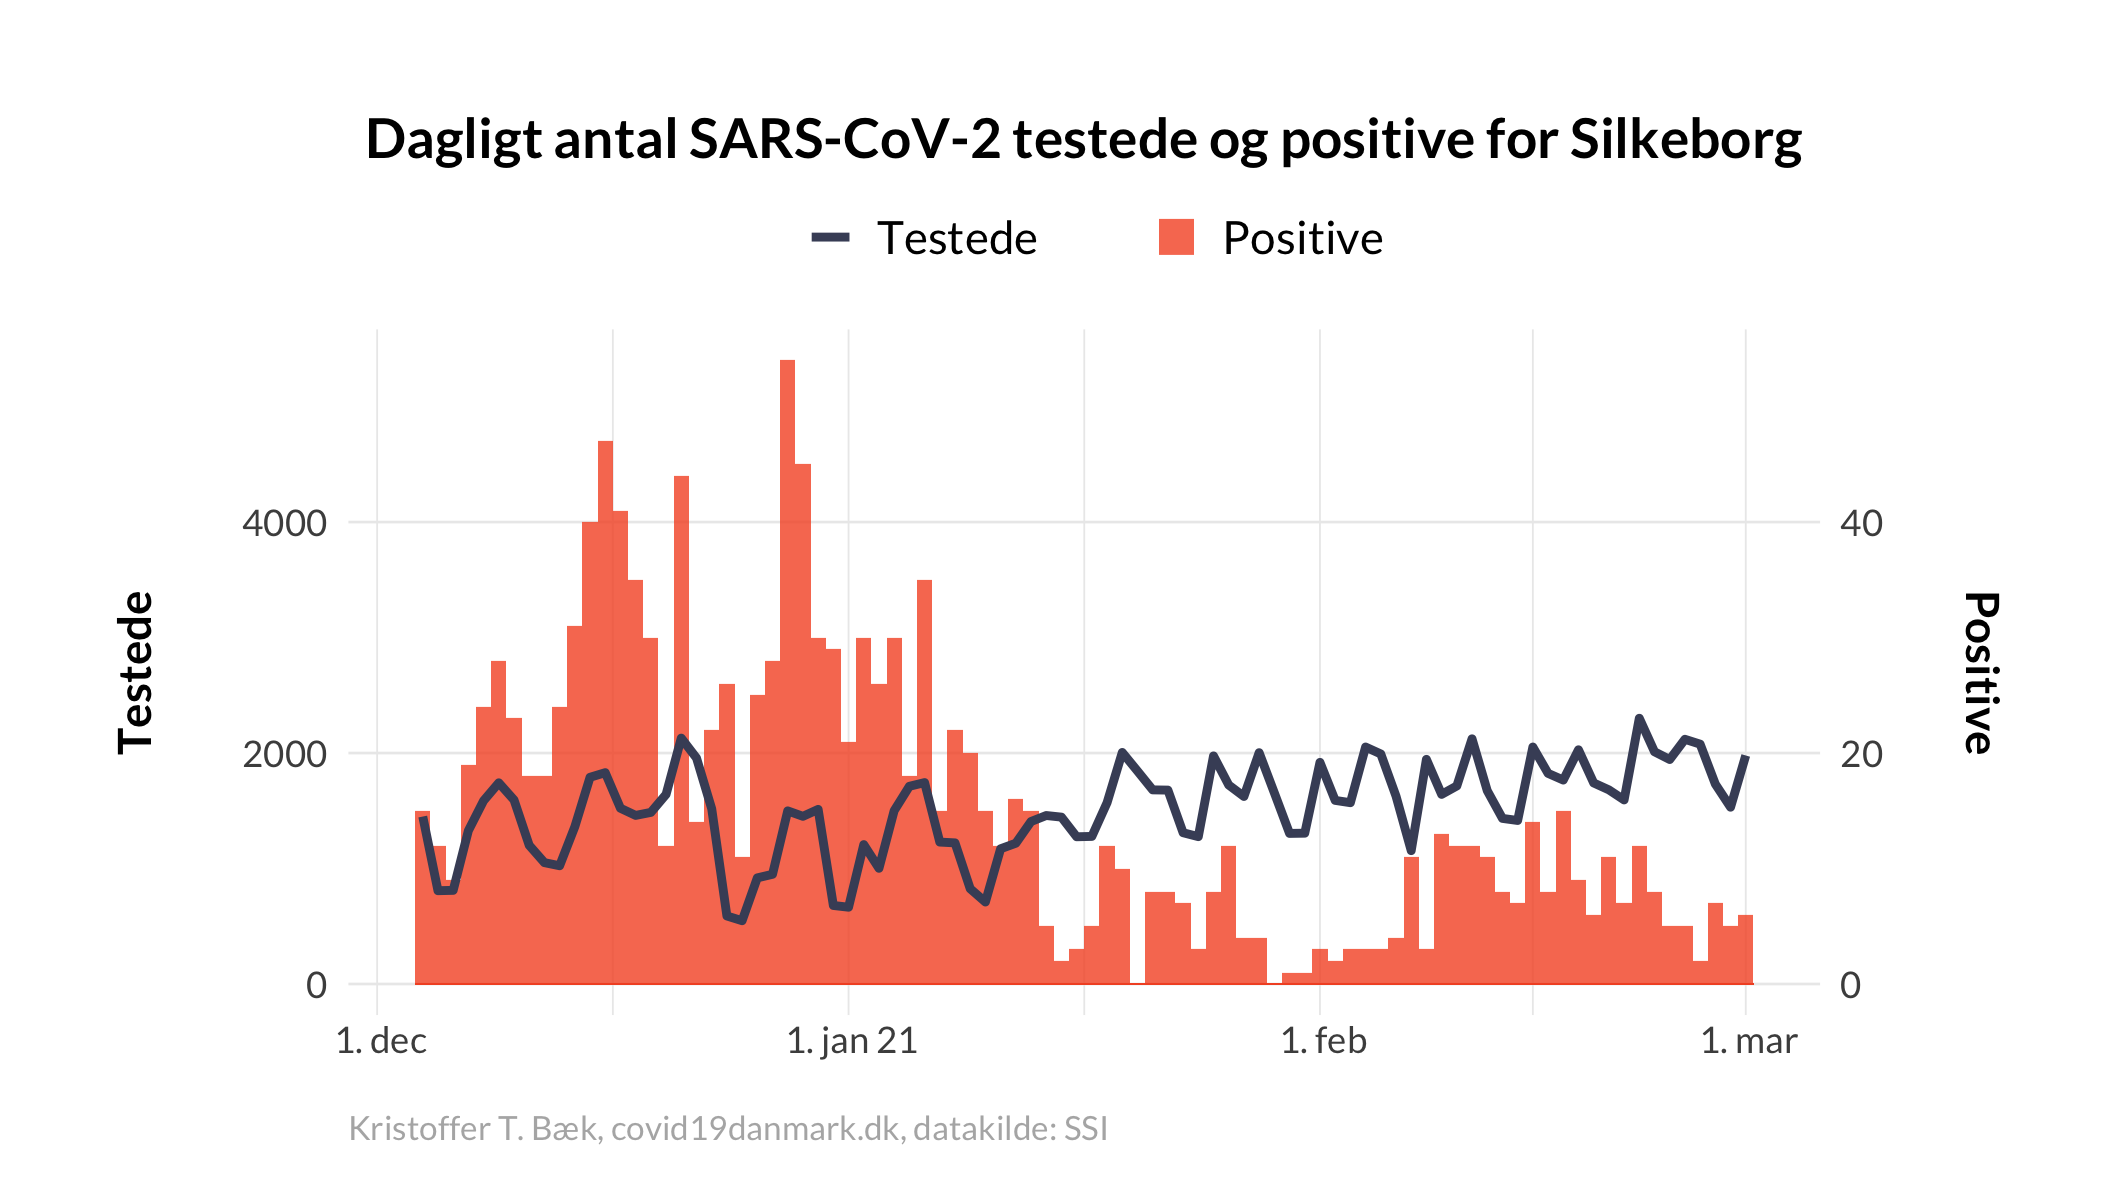 Dagligt antal SARS-CoV-2 testede og positive for Silkeborg
Testede
Positive
Testede
4000
2000
0
40
20
0
Positive
1. dec
1. jan 21
1. feb
1. mar
Kristoffer T. Bæk, covid19danmark.dk, datakilde: SSI